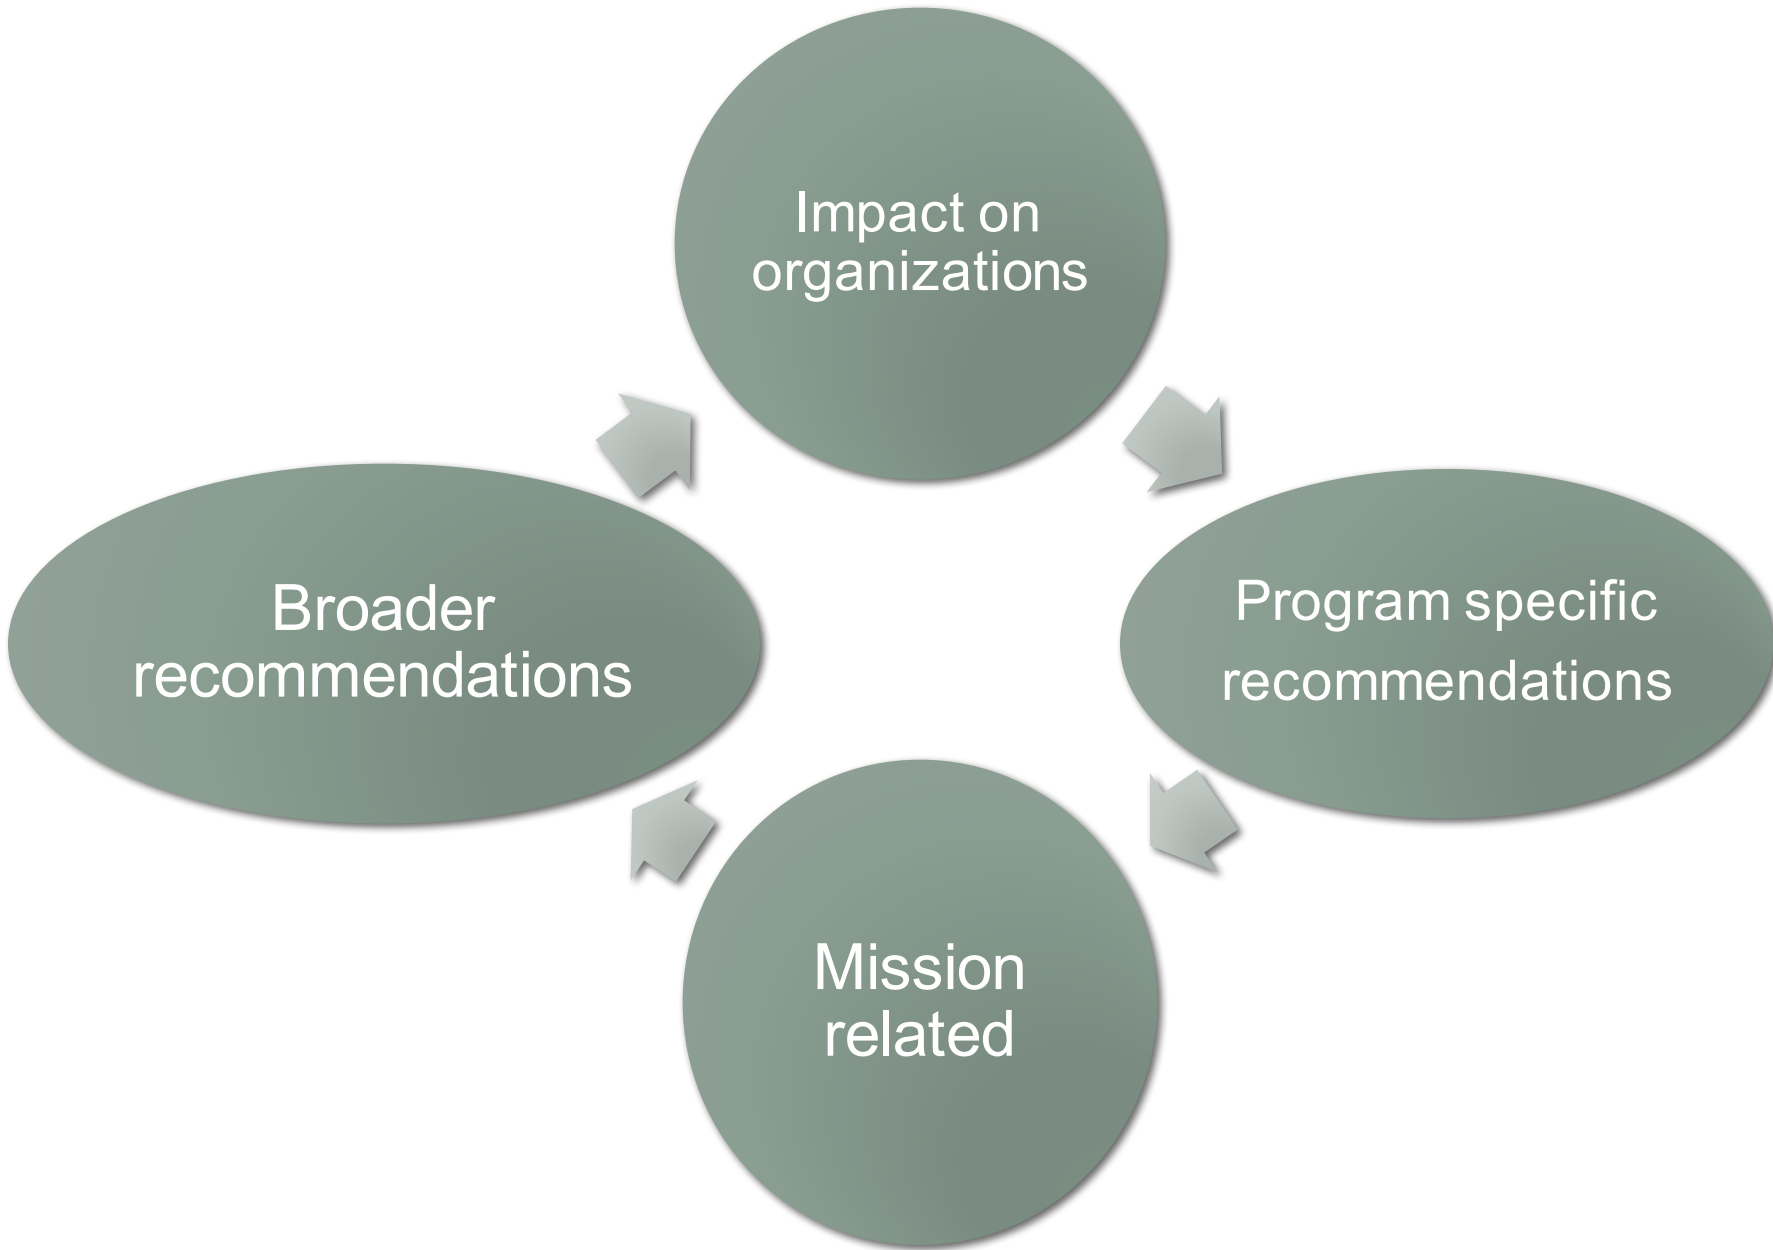 Impact on
organizations
Program specific
recommendations
Mission
related
Broader
recommendations